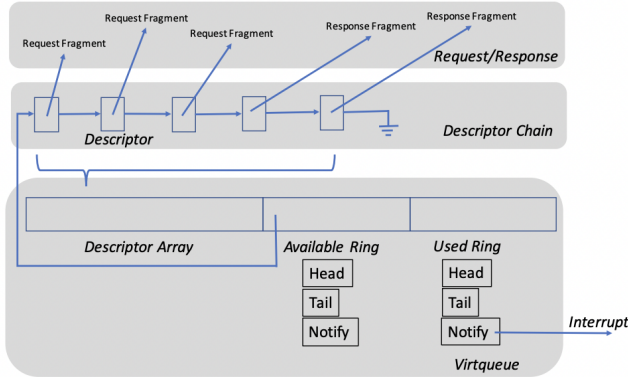 Request Fragment
Request Fragment
Request Fragment
Response Fragment
Response Fragment
Request/Response
Descriptor
Descriptor Chain
Descriptor Array
Available Ring
Used Ring
Head
Head
Tail
Tail
Notify
Notify
Interrupt
Virtqueue